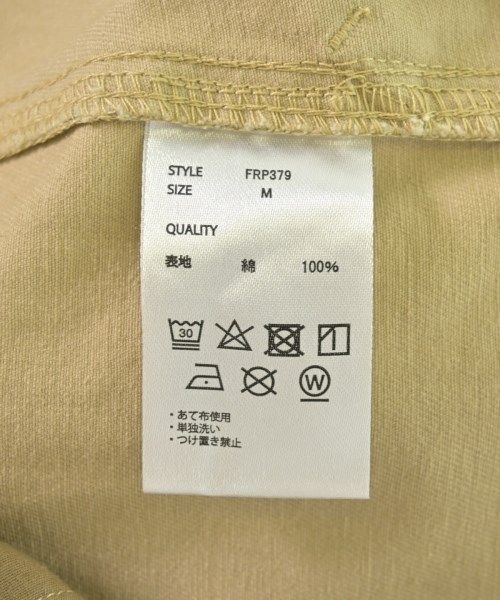 STYLE FRP379
SIZE M
QUALITY
表地 綿 100%
30
W
・あて布使用
・単独洗い
・つけ置き禁止